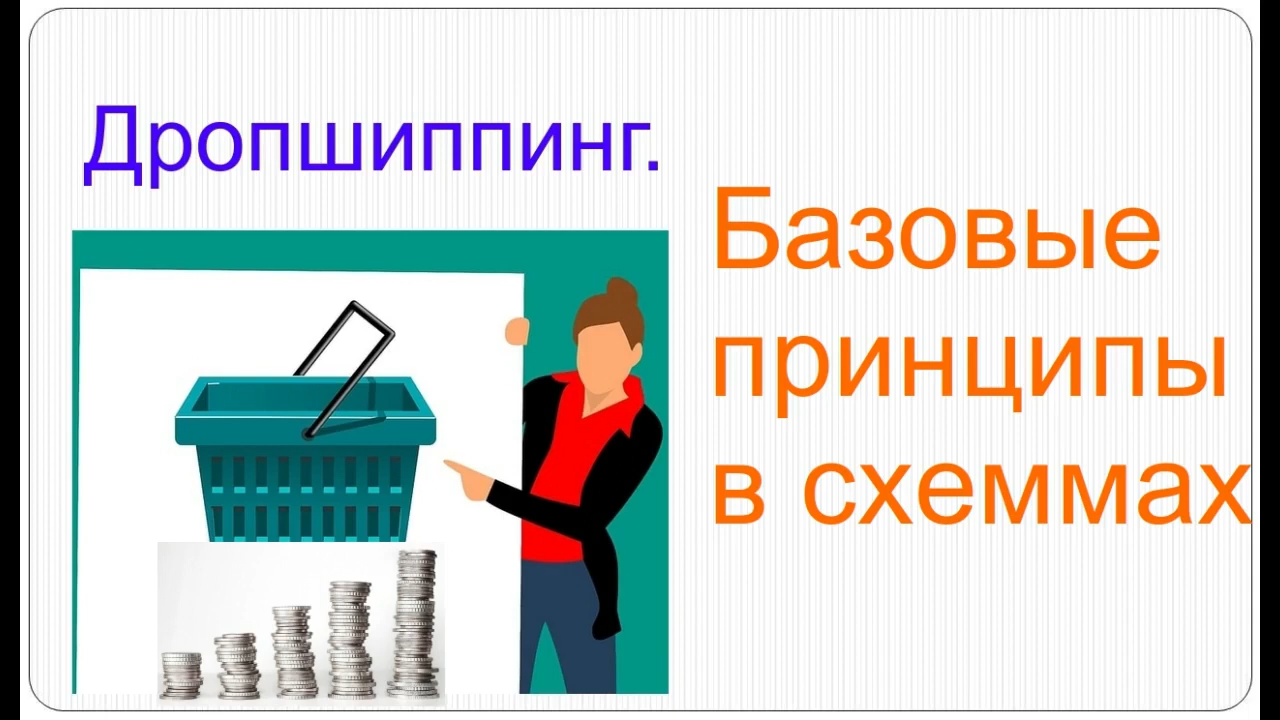 Дропшиппинг.
Базовые
принципы
в схеммах